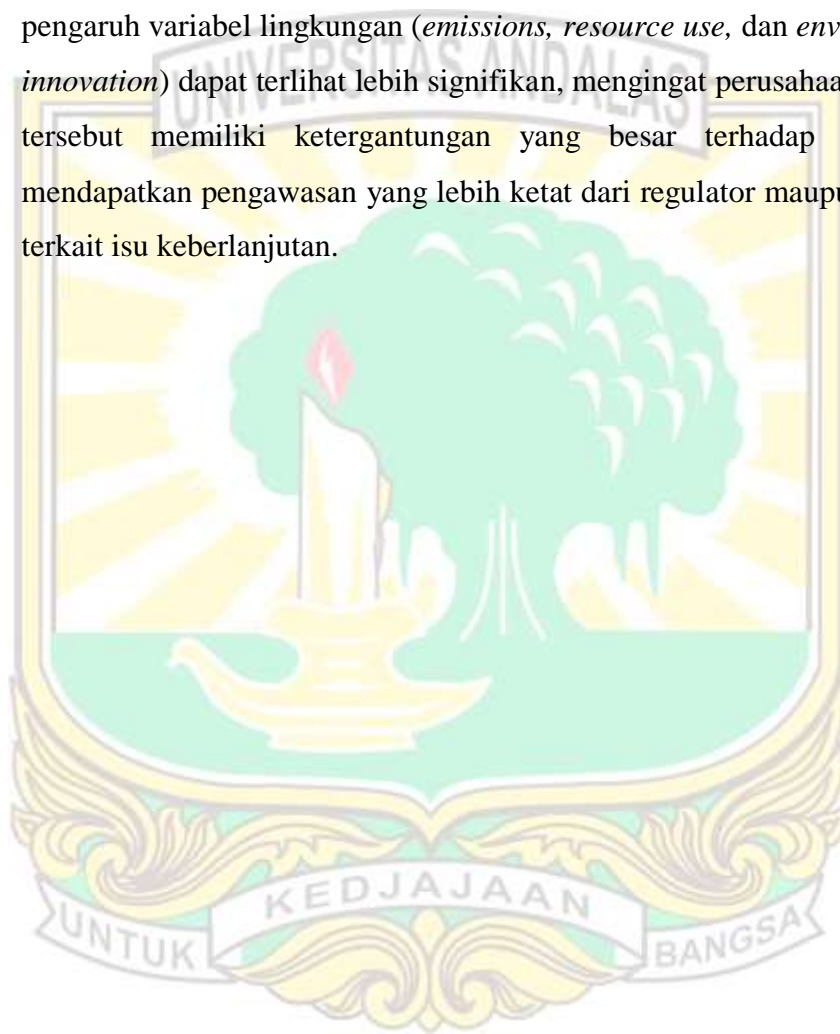 pengaruh variabel lingkungan (emissions, resource use, dan env
innovation) dapat terlihat lebih signifikan, mengingat perusahaa
tersebut memiliki ketergantungan yang besar terhadap
mendapatkan pengawasan yang lebih ketat dari regulator maupu
terkait isu keberlanjutan.
UNIVERSITAS ANDALAS
KEDJAJAAN
UNTUK BANGSA